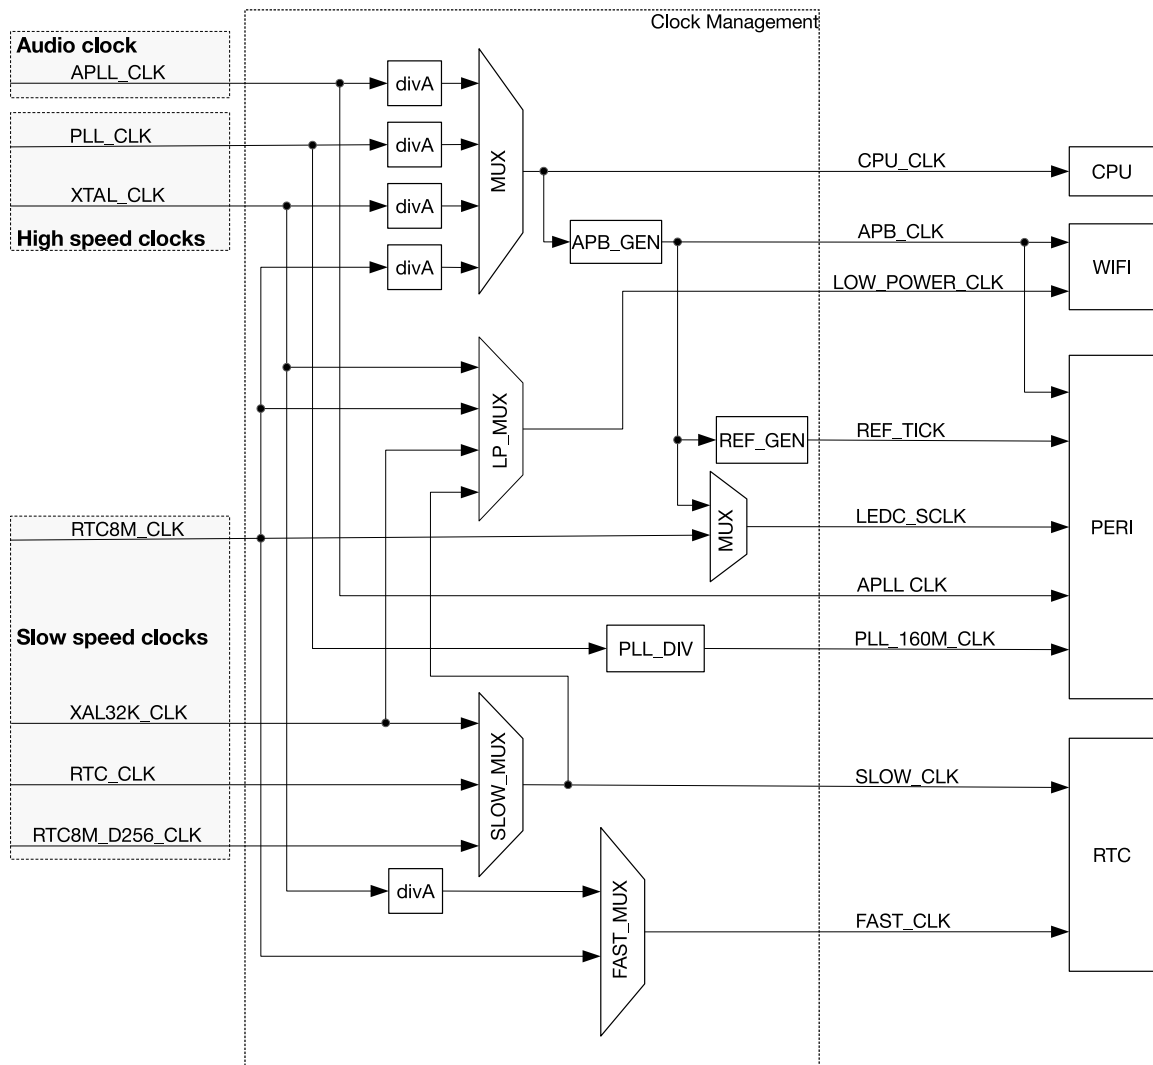 Clock Management
Audio clock
APLL_CLK
divA
PLL_CLK
divA
MUX
CPU_CLK
CPU
XTAL_CLK
divA
High speed clocks
APB_GEN
APB_CLK
divA
WIFI
LOW_POWER_CLK
LP_MUX
REF_GEN
REF_TICK
RTC8M_CLK
MUX
LEDC_SCLK
PERI
APLL CLK
Slow speed clocks
PLL_DIV
PLL_160M_CLK
XAL32K_CLK
RTC_CLK
SLOW_MUX
SLOW_CLK
RTC8M_D256_CLK
RTC
divA
FAST_MUX
FAST_CLK